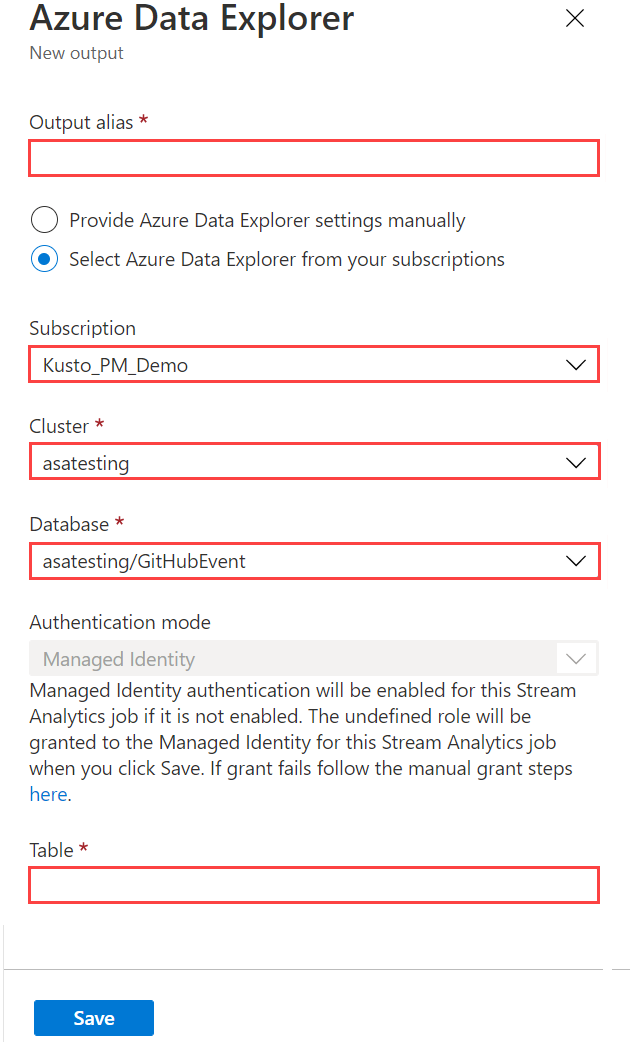 Azure Data Explorer
New output
Output alias *
Provide Azure Data Explorer settings manually
Select Azure Data Explorer from your subscriptions
Subscription
Kusto_PM_Demo
Cluster *
asatesting
Database *
asatesting/GitHubEvent
Authentication mode
Managed Identity
Managed Identity authentication will be enabled for this Stream
Analytics job if it is not enabled. The undefined role will be
granted to the Managed Identity for this Stream Analytics job
when you click Save. If grant fails follow the manual grant steps
here.
Table *
Save